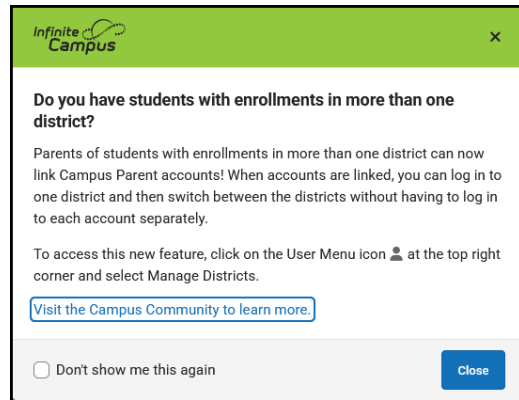 Infinite
Campus
×
Do you have students with enrollments in more than one
district?
Parents of students with enrollments in more than one district can now
link Campus Parent accounts! When accounts are linked, you can log in to
one district and then switch between the districts without having to log in
to each account separately.
To access this new feature, click on the User Menu icon at the top right
corner and select Manage Districts.
Visit the Campus Community to learn more.
Don't show me this again
Close